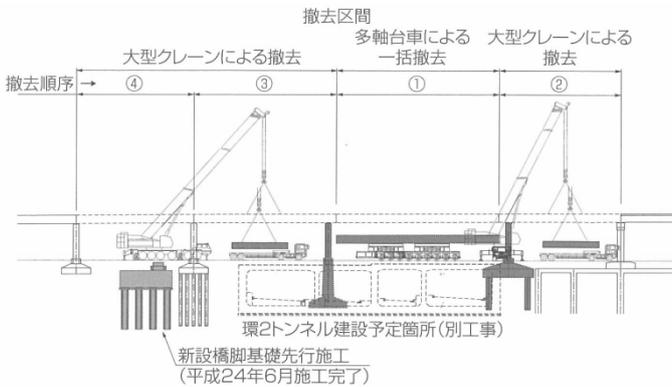 撤去区間
大型クレーンによる撤去
多軸台車による
一括撤去
大型クレーンによる
撤去
撤去順序 → ④ ③ ① ②
環2トンネル建設予定箇所(別工事)
新設橋脚基礎先行施工
(平成24年6月施工完了)